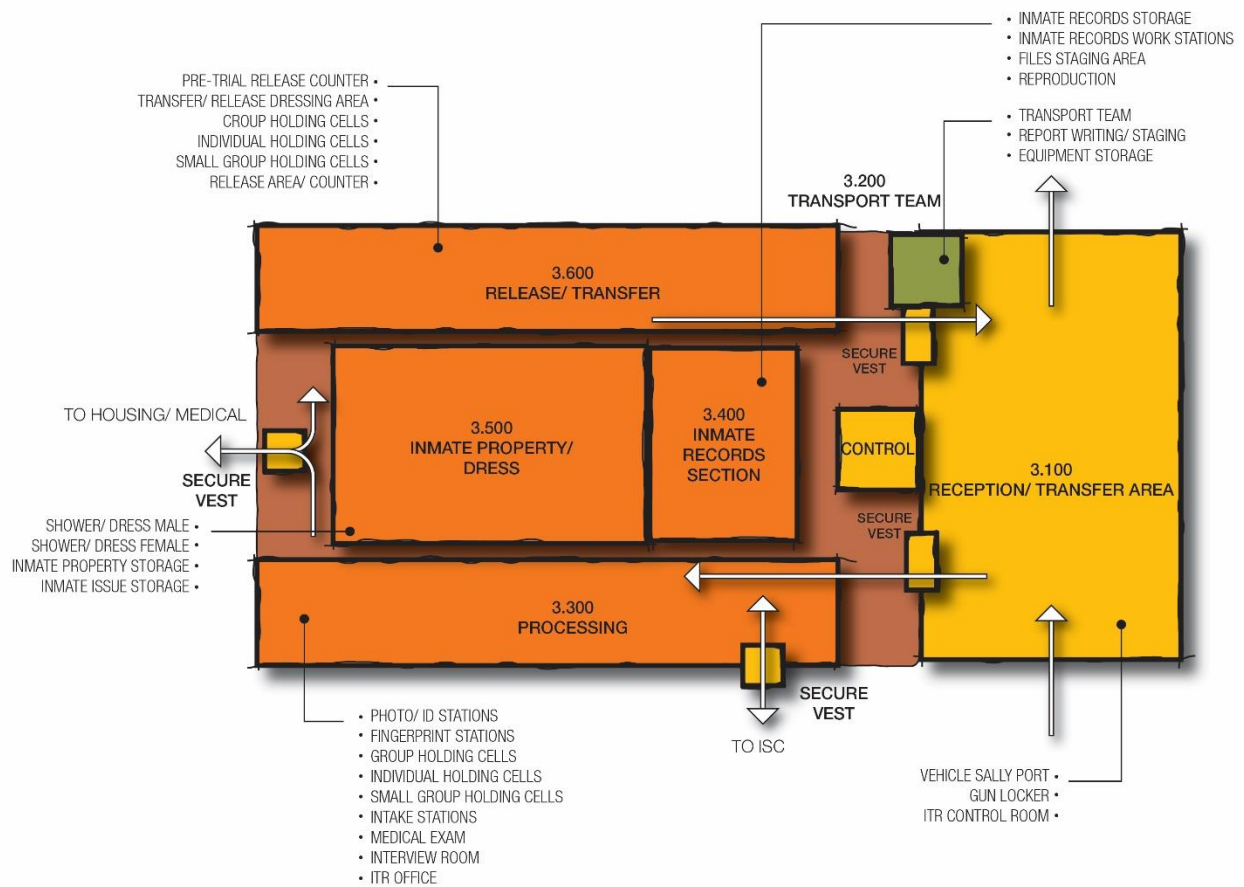 • INMATE RECORDS STORAGE
• INMATE RECORDS WORK STATIONS
• FILES STAGING AREA
• REPRODUCTION
PRE-TRIAL RELEASE COUNTER •
TRANSFER/ RELEASE DRESSING AREA •
CROUP HOLDING CELLS •
INDIVIDUAL HOLDING CELLS •
SMALL GROUP HOLDING CELLS •
RELEASE AREA/ COUNTER •
• TRANSPORT TEAM
• REPORT WRITING/ STAGING
• EQUIPMENT STORAGE
3.200
TRANSPORT TEAM
3.600
RELEASE/ TRANSFER
SECURE
VEST
TO HOUSING/ MEDICAL
SECURE
VEST
3.500
INMATE PROPERTY/
DRESS
3.400
INMATE
RECORDS
SECTION
CONTROL
3.100
RECEPTION/ TRANSFER AREA
SECURE
VEST
SHOWER/ DRESS MALE •
SHOWER/ DRESS FEMALE •
INMATE PROPERTY STORAGE •
INMATE ISSUE STORAGE •
3.300
PROCESSING
SECURE
VEST
TO ISC
• PHOTO/ ID STATIONS
• FINGERPRINT STATIONS
• GROUP HOLDING CELLS
• INDIVIDUAL HOLDING CELLS
• SMALL GROUP HOLDING CELLS
• INTAKE STATIONS
• MEDICAL EXAM
• INTERVIEW ROOM
• ITR OFFICE
VEHICLE SALLY PORT •
GUN LOCKER •
ITR CONTROL ROOM •